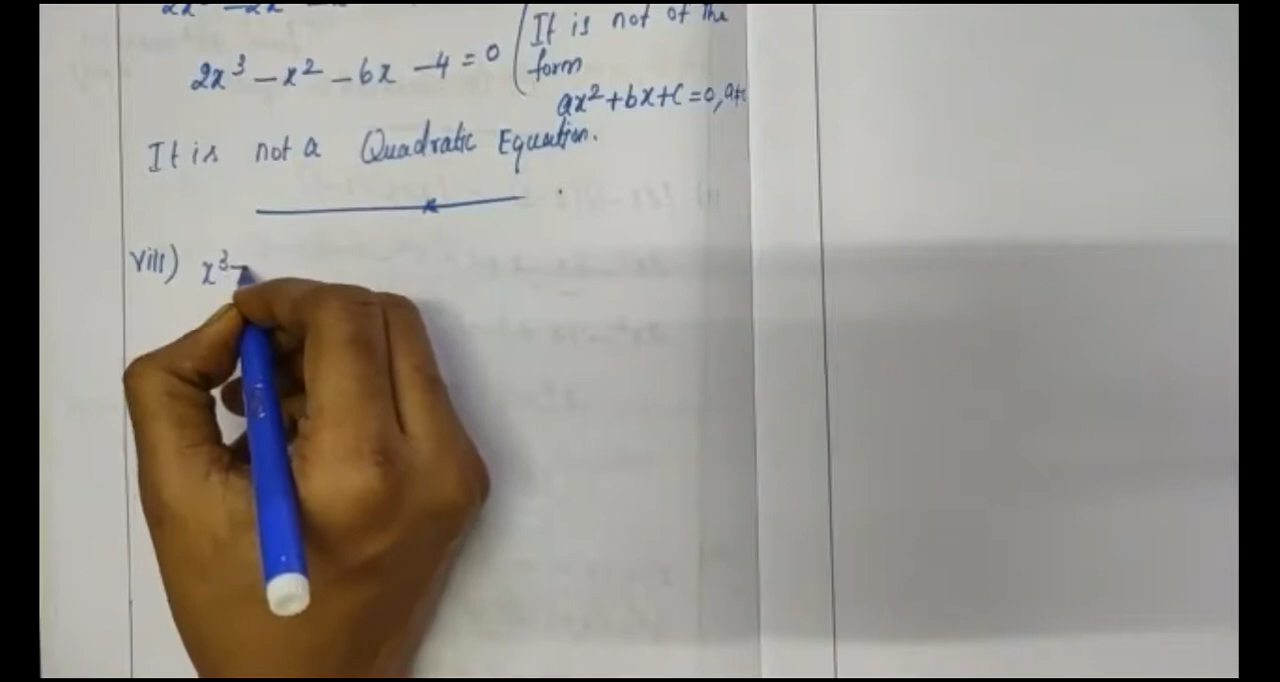 It is not of the
2x³ - x² - 6x - 4 = 0 form
ax² + bx + c = 0, a≠
It is not a Quadratic Equation.
viii) x³ -